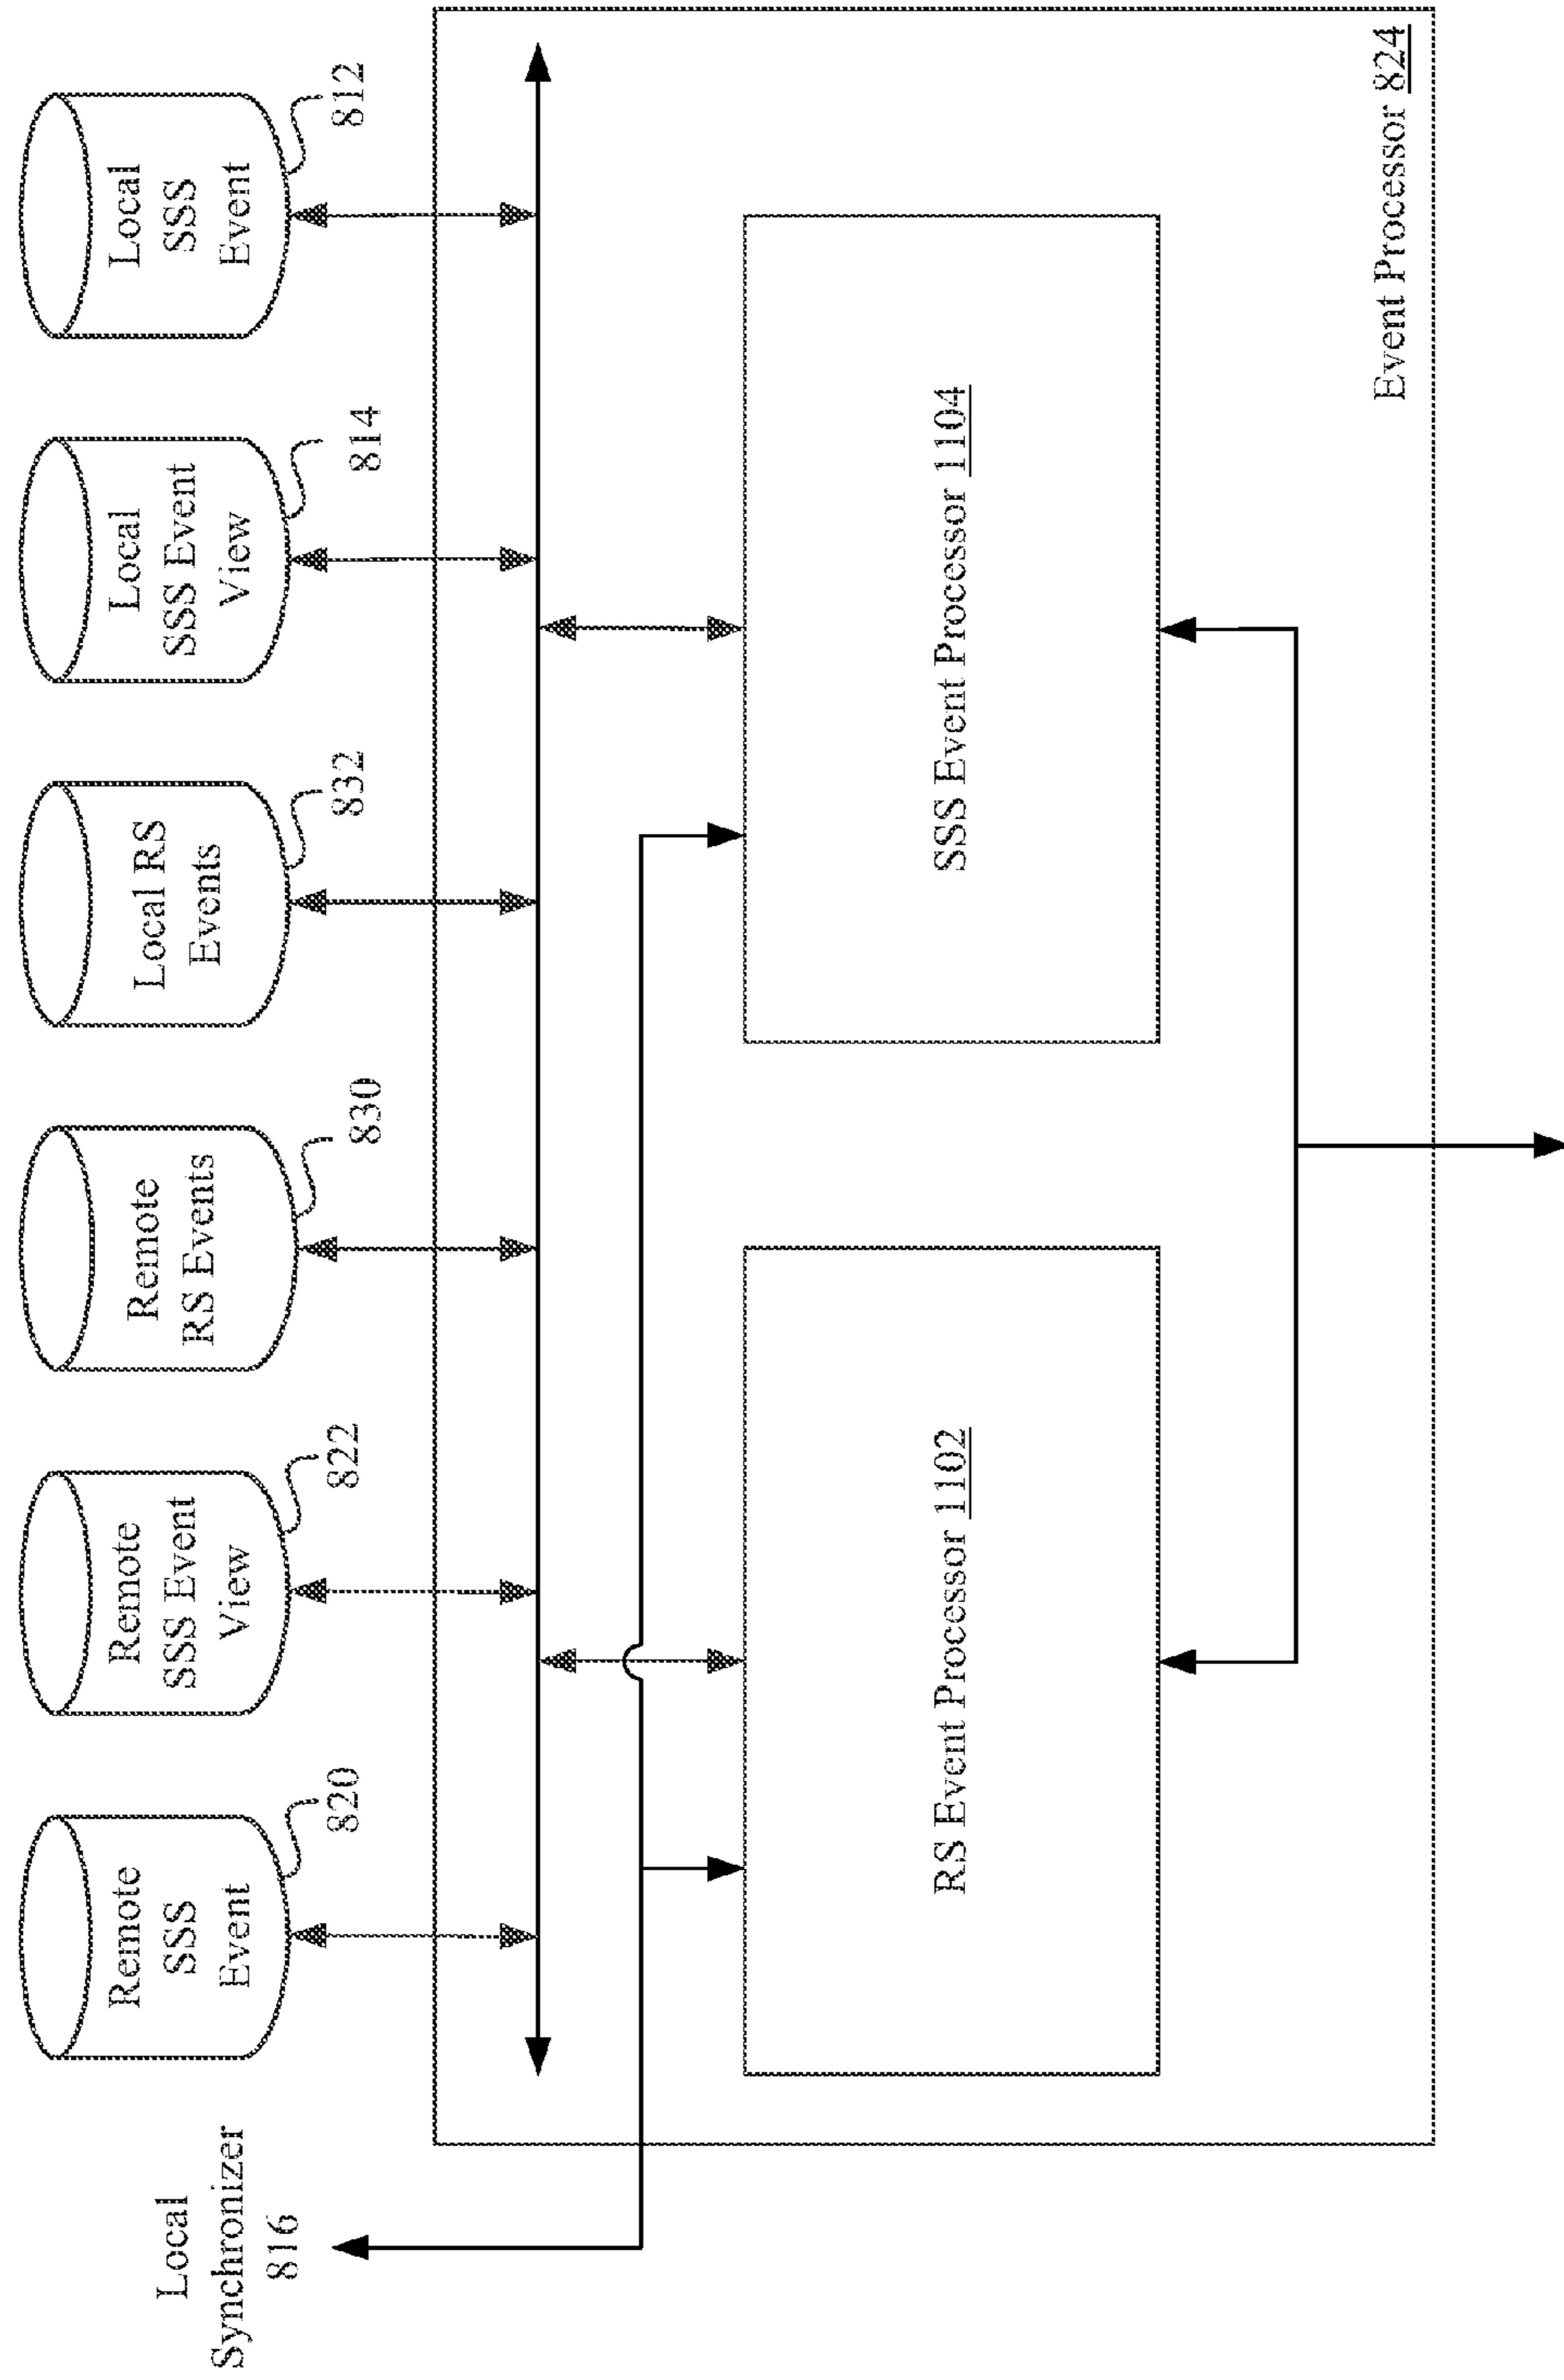 Local
Synchronizer
816
Remote
SSS
Event
820
Remote
SSS Event
View
822
Remote
RS Events
830
Local RS
Events
832
Local
SSS Event
View
814
Local
SSS
Event
812
RS Event Processor 1102
SSS Event Processor 1104
Event Processor 824